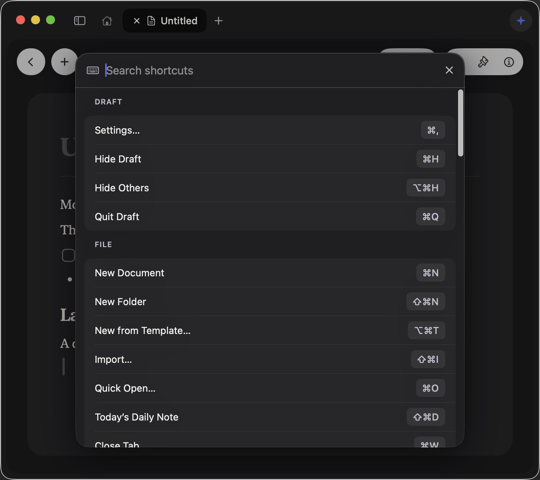 Untitled
Search shortcuts
DRAFT
Settings... ⌘,
Hide Draft ⌘H
Hide Others ⌥⌘H
Quit Draft ⌘Q
FILE
New Document ⌘N
New Folder ⇧⌘N
New from Template... ⌥⌘T
Import... ⇧⌘I
Quick Open... ⌘O
Today's Daily Note ⇧⌘D
Close Tab ⌘W